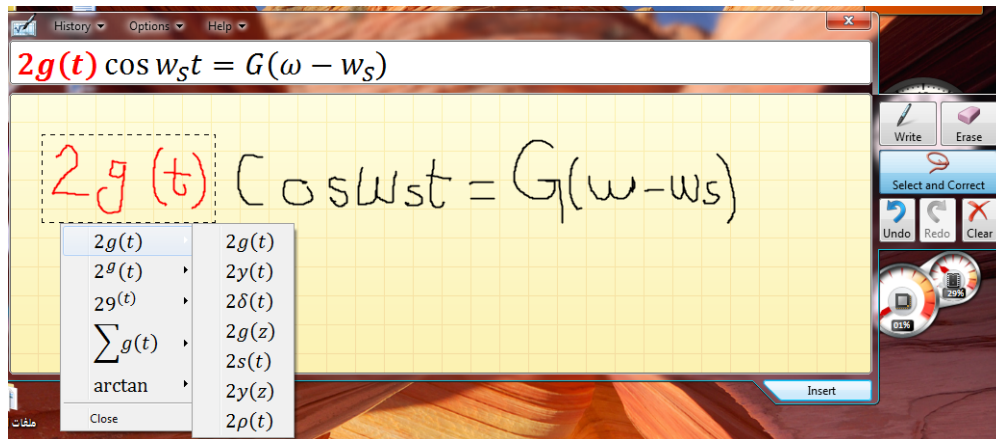 History Options Help
2g(t) cos w_S t = G(ω − w_S)
2g(t) Coswst = G(w-ws)
Write Erase
Select and Correct
Undo Redo Clear
2g(t)
2^g(t)
29^(t)
∑g(t)
arctan
Close
2g(t)
2y(t)
2δ(t)
2g(z)
2s(t)
2y(z)
2ρ(t)
29%
01%
Insert
ملفات